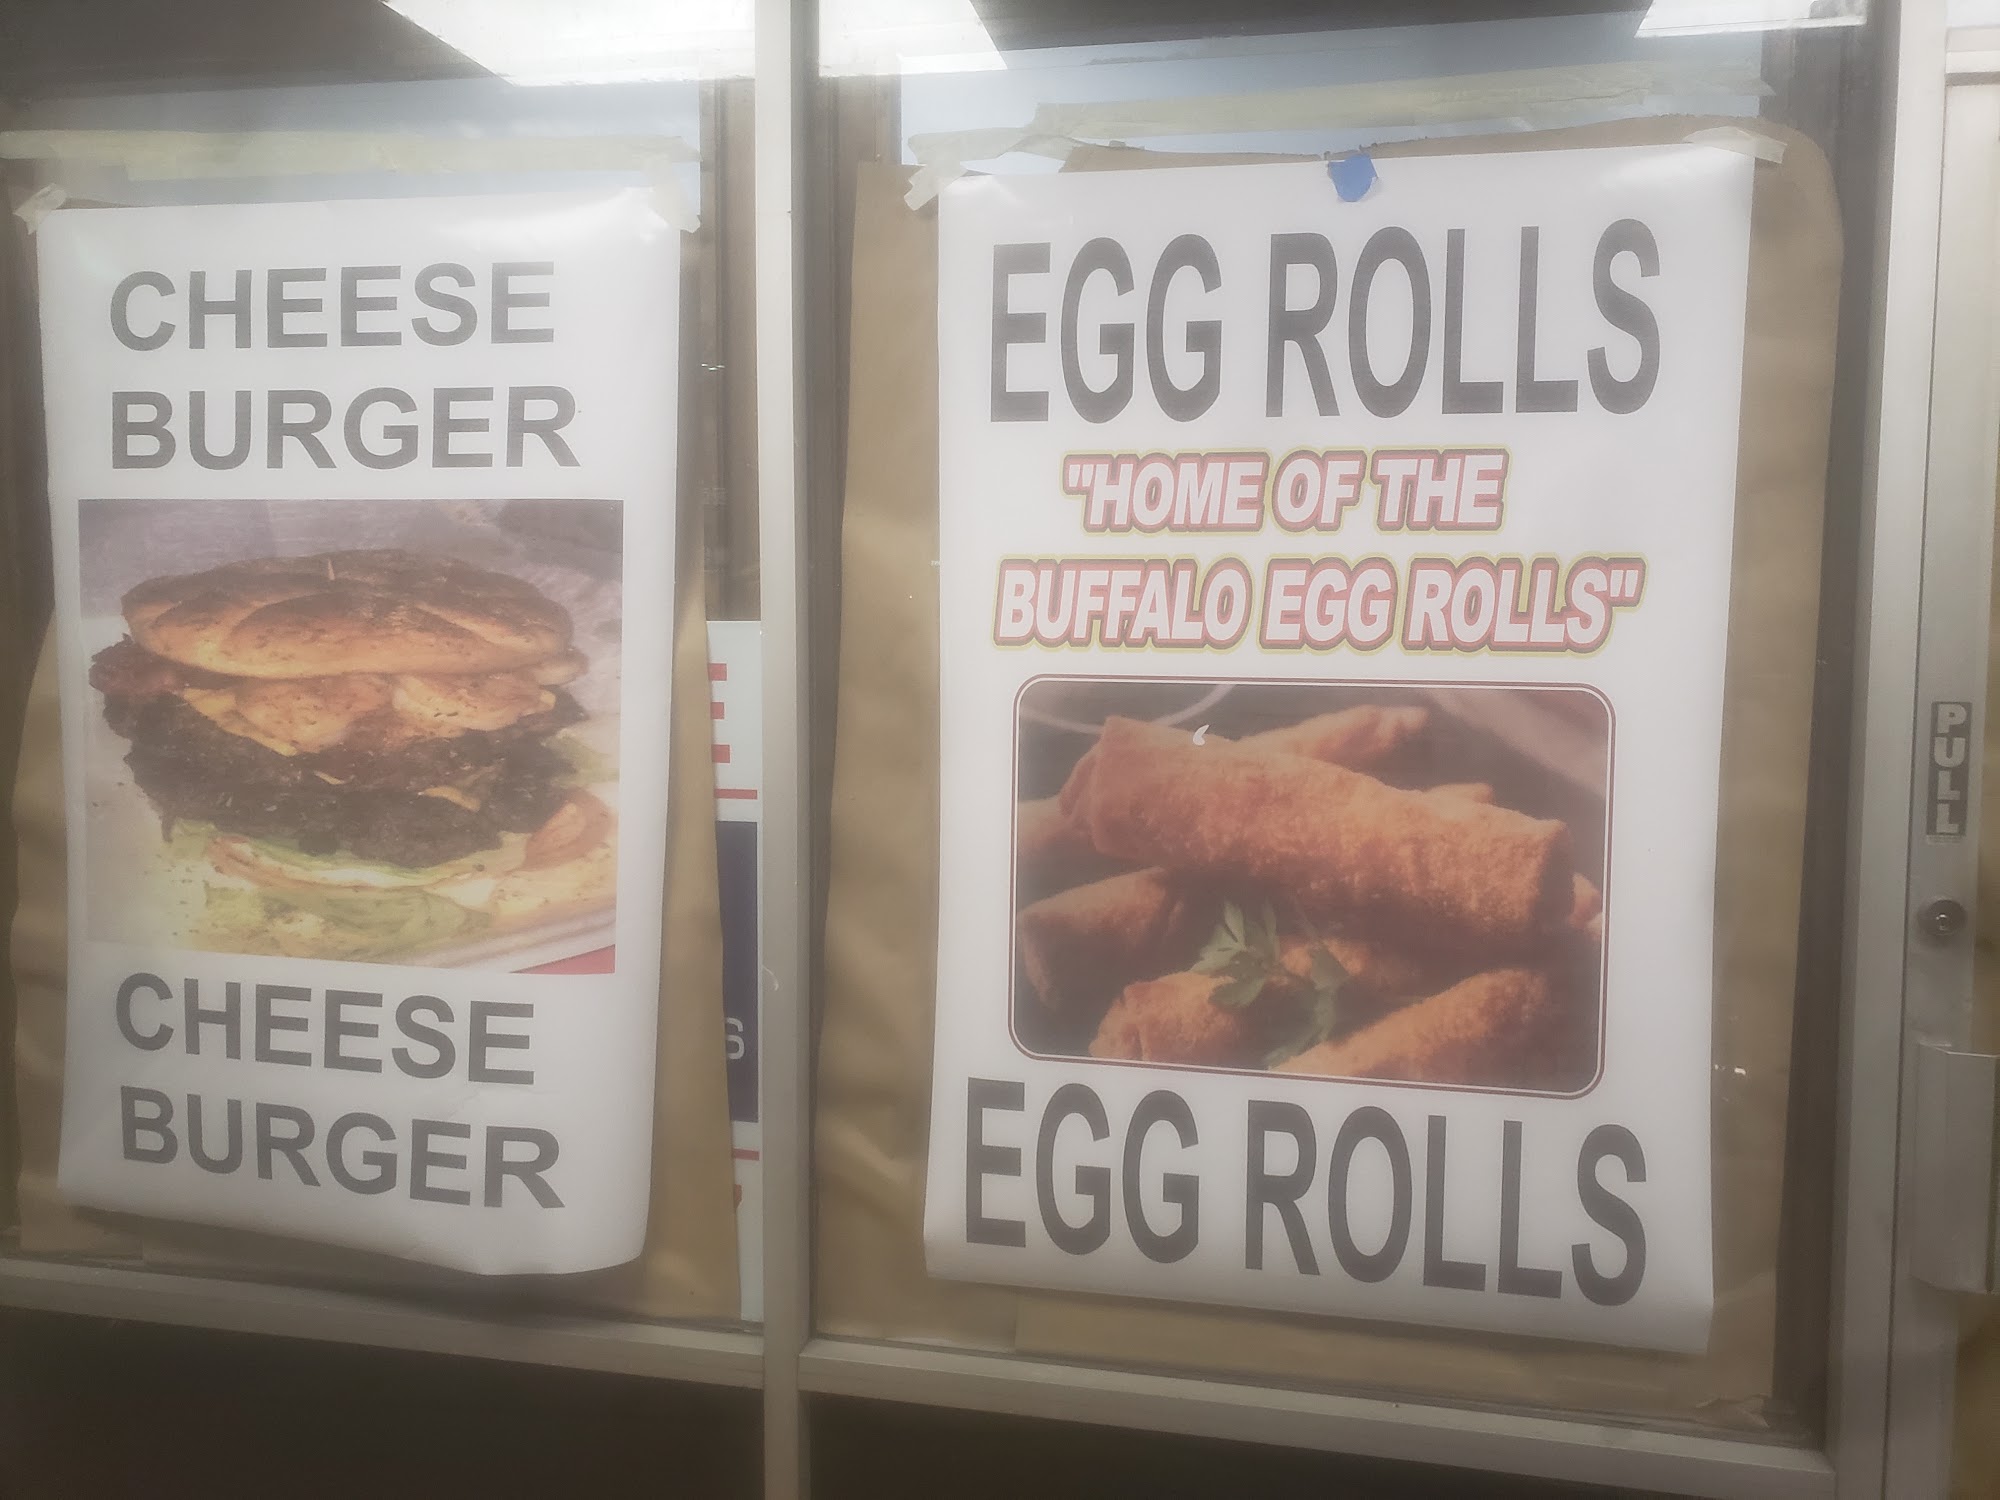 CHEESE
BURGER
CHEESE
BURGER
EGG ROLLS
"HOME OF THE
BUFFALO EGG ROLLS"
EGG ROLLS
PULL